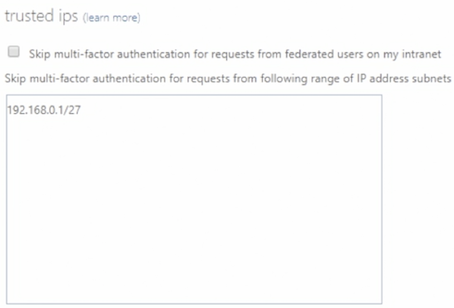 trusted ips (learn more)
Skip multi-factor authentication for requests from federated users on my intranet
Skip multi-factor authentication for requests from following range of IP address subnets
192.168.0.1/27